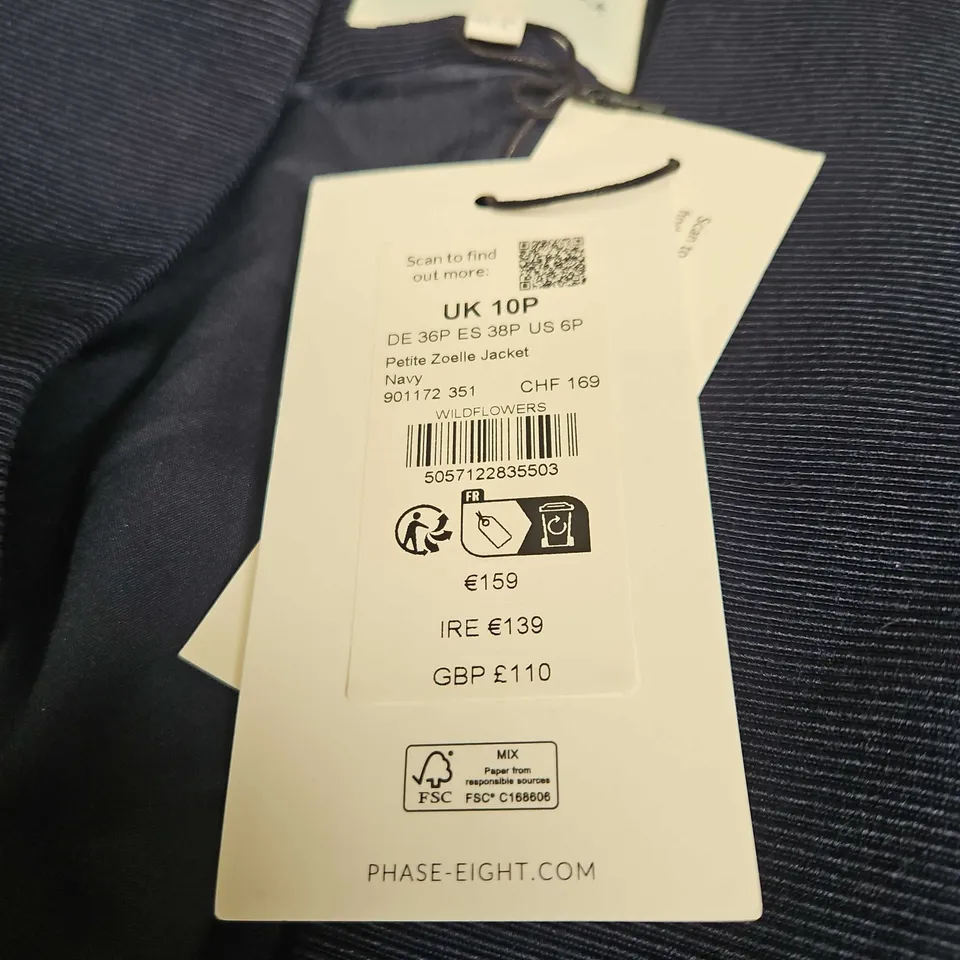 Scan to find
out more:
UK 10P
DE 36P ES 38P US 6P
Petite Zoelle Jacket
Navy
901172 351 CHF 169
WILDFLOWERS
5057122835503
FR
€159
IRE €139
GBP £110
FSC
MIX
Paper from
responsible sources
FSC® C168606
PHASE-EIGHT.COM
Scan to